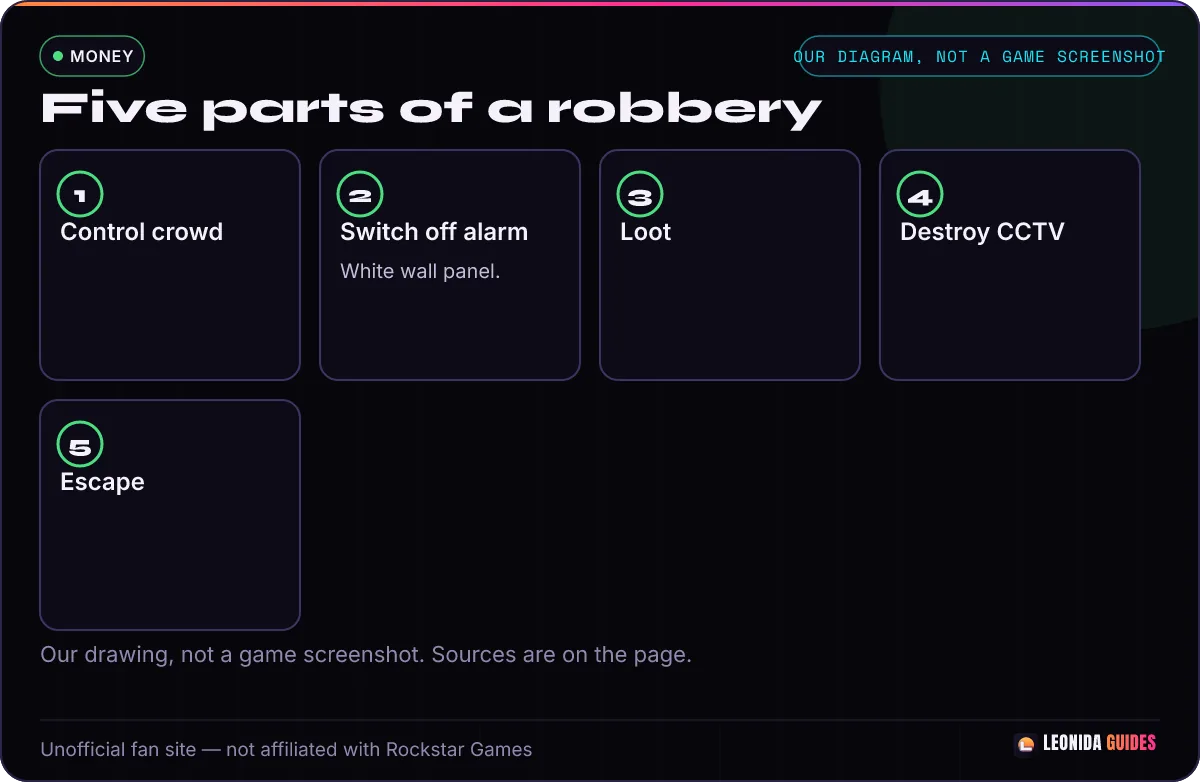 MONEY
OUR DIAGRAM, NOT A GAME SCREENSHOT
Five parts of a robbery
1
Control crowd
2
Switch off alarm
White wall panel.
3
Loot
4
Destroy CCTV
5
Escape
Our drawing, not a game screenshot. Sources are on the page.
Unofficial fan site — not affiliated with Rockstar Games
L LEONIDA GUIDES